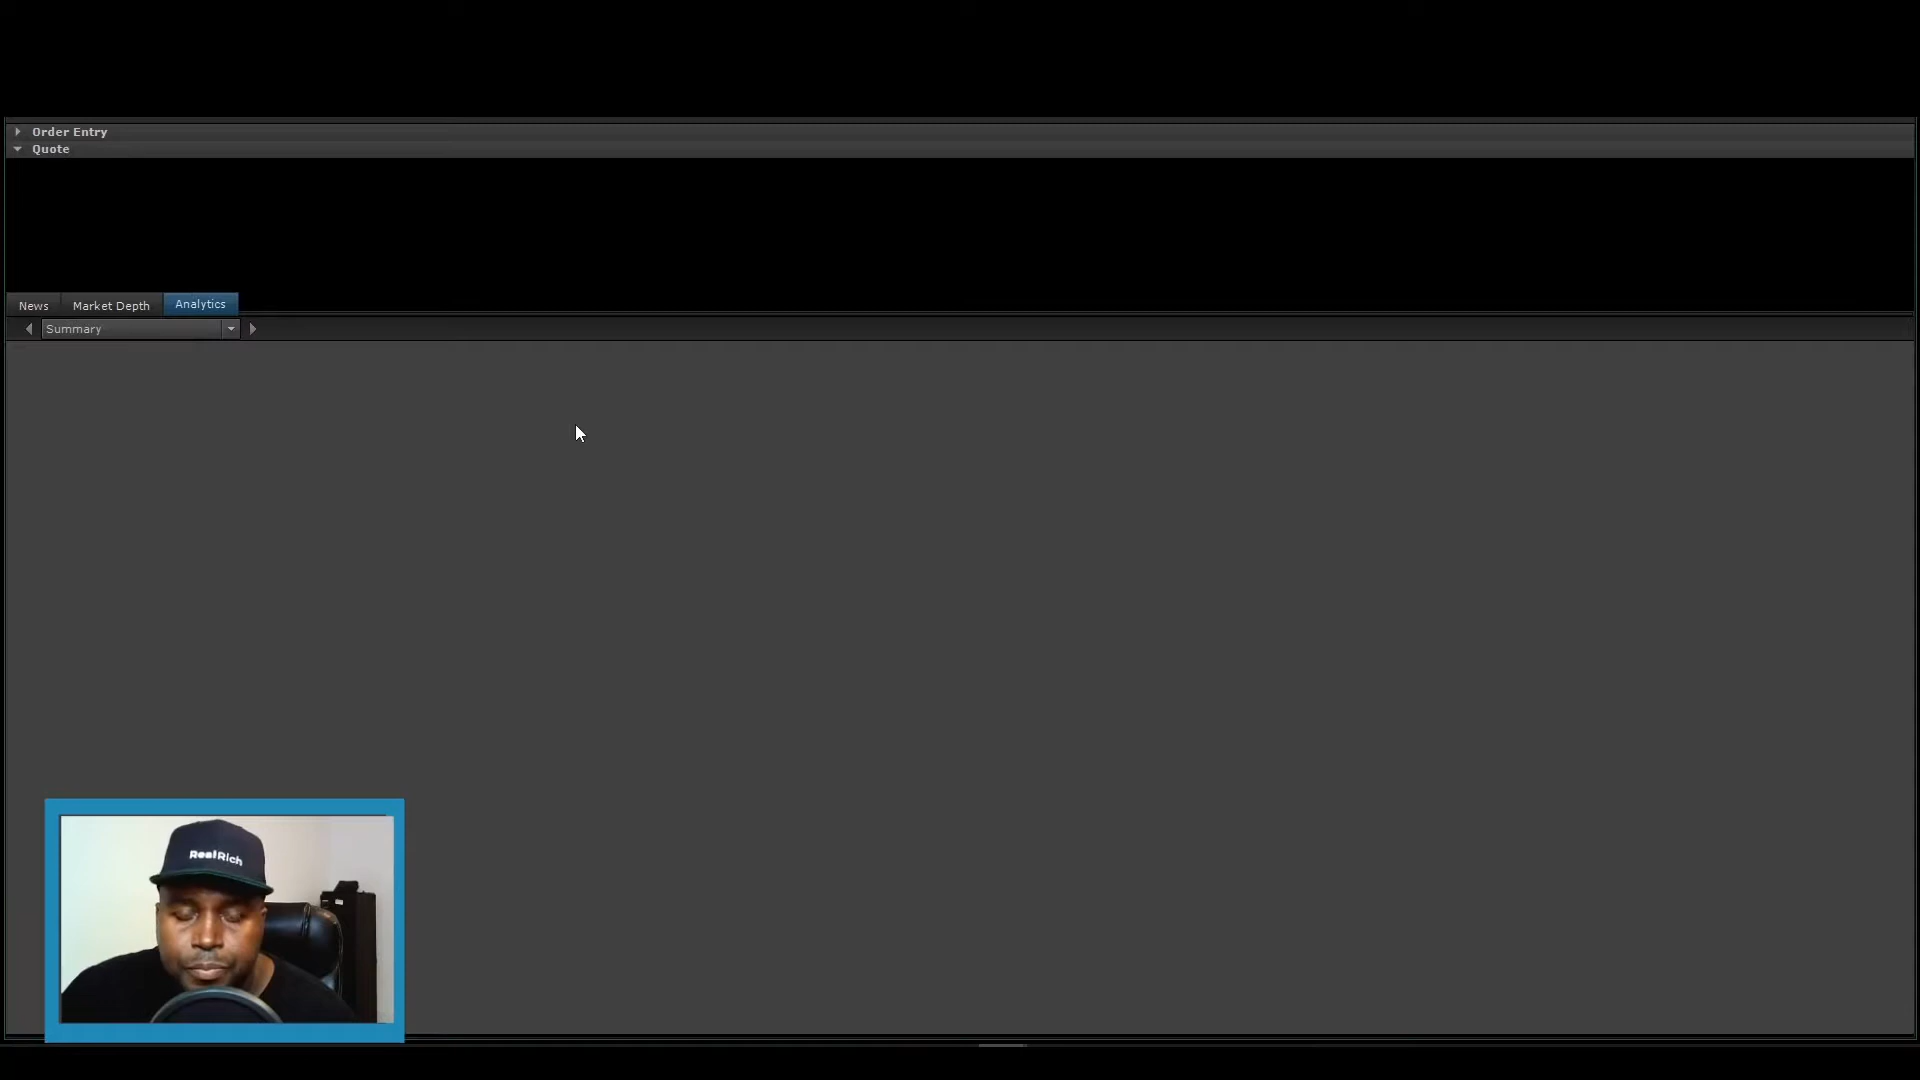 Order Entry
Quote
News
Market Depth
Analytics
Summary
RealRich